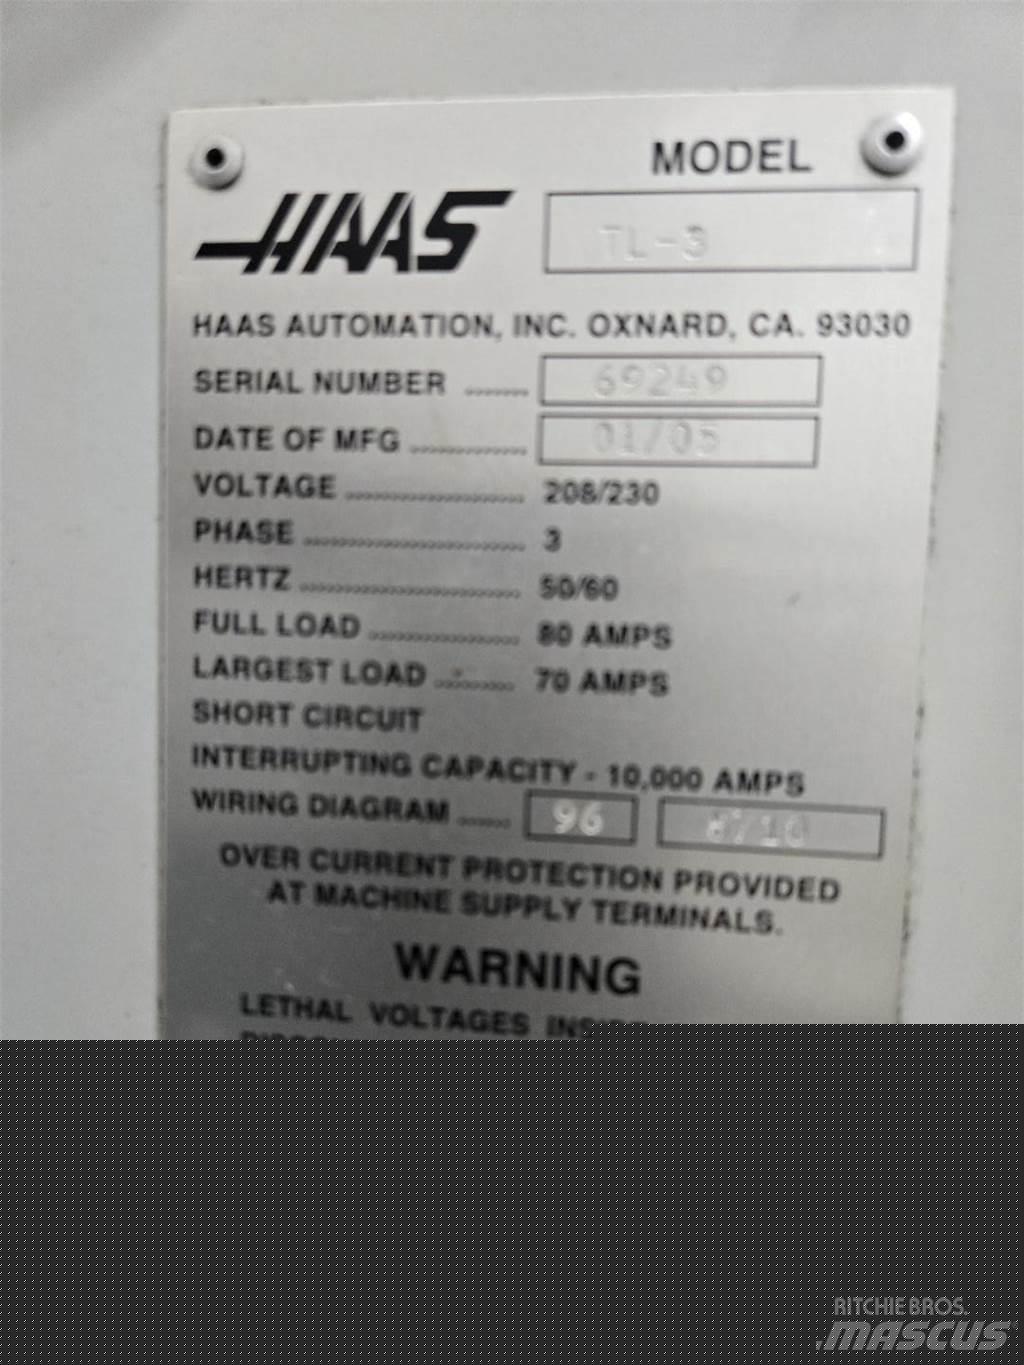 MODEL
HAAS
TL-3
HAAS AUTOMATION, INC. OXNARD, CA. 93030
SERIAL NUMBER ....... 69249
DATE OF MFG ............. 01/05
VOLTAGE .................... 208/230
PHASE ......................... 3
HERTZ ......................... 50/60
FULL LOAD ................. 80 AMPS
LARGEST LOAD .......... 70 AMPS
SHORT CIRCUIT
INTERRUPTING CAPACITY - 10,000 AMPS
WIRING DIAGRAM ...... 96
OVER CURRENT PROTECTION PROVIDED
AT MACHINE SUPPLY TERMINALS.
WARNING
LETHAL VOLTAGES
RITCHIE BROS.
MASCUS